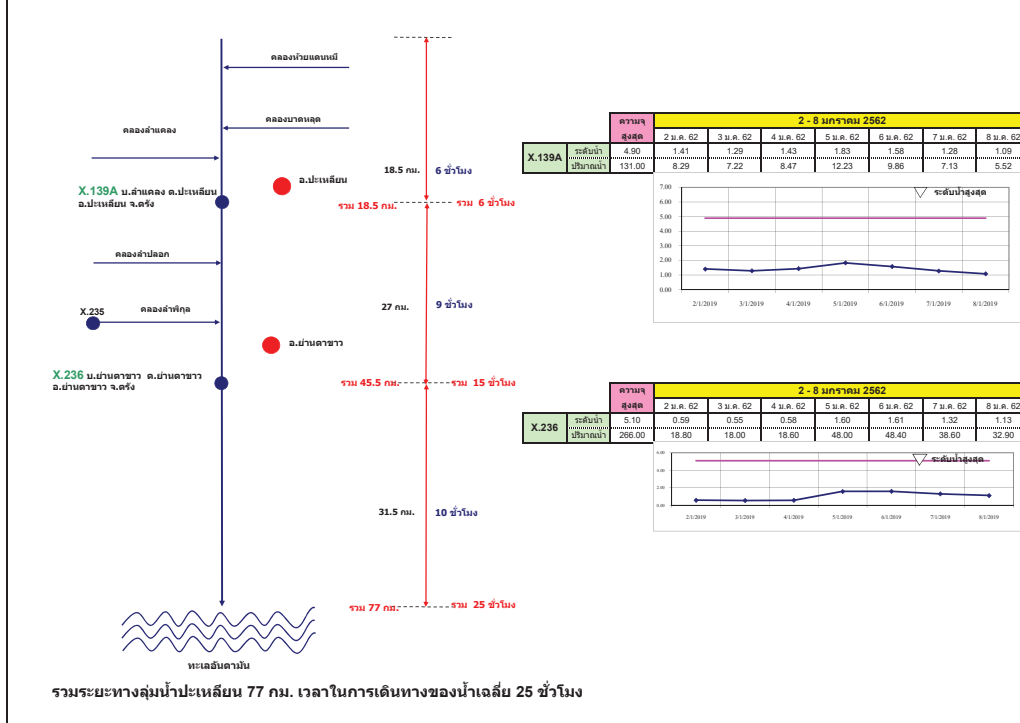 คลองห้วยแดนหมี
คลองบาดหลุด
คลองลำแคลง
18.5 กม. 6 ชั่วโมง
อ.ปะเหลียน
X.139A บ.ลำแคลง ต.ปะเหลียน
อ.ปะเหลียน จ.ตรัง
รวม 18.5 กม. รวม 6 ชั่วโมง
คลองลำปลอก
27 กม. 9 ชั่วโมง
X.235 คลองลำพิกุล
อ.ย่านตาขาว
X.236 บ.ย่านตาขาว ต.ย่านตาขาว
อ.ย่านตาขาว จ.ตรัง
รวม 45.5 กม. รวม 15 ชั่วโมง
31.5 กม. 10 ชั่วโมง
รวม 77 กม. รวม 25 ชั่วโมง
ทะเลอันดามัน
ความจุ 2 - 8 มกราคม 2562
สูงสุด 2 ม.ค. 62 3 ม.ค. 62 4 ม.ค. 62 5 ม.ค. 62 6 ม.ค. 62 7 ม.ค. 62 8 ม.ค. 62
X.139A
ระดับน้ำ 4.90 1.41 1.29 1.43 1.83 1.58 1.28 1.09
ปริมาณน้ำ 131.00 8.29 7.22 8.47 12.23 9.86 7.13 5.52
ระดับน้ำสูงสุด
7.00
6.00
5.00
4.00
3.00
2.00
1.00
0.00
2/1/2019 3/1/2019 4/1/2019 5/1/2019 6/1/2019 7/1/2019 8/1/2019
ความจุ 2 - 8 มกราคม 2562
สูงสุด 2 ม.ค. 62 3 ม.ค. 62 4 ม.ค. 62 5 ม.ค. 62 6 ม.ค. 62 7 ม.ค. 62 8 ม.ค. 62
X.236
ระดับน้ำ 5.10 0.59 0.55 0.58 1.60 1.61 1.32 1.13
ปริมาณน้ำ 266.00 18.80 18.00 18.60 48.00 48.40 38.60 32.90
ระดับน้ำสูงสุด
6.00
4.00
2.00
0.00
2/1/2019 3/1/2019 4/1/2019 5/1/2019 6/1/2019 7/1/2019 8/1/2019
รวมระยะทางลุ่มน้ำปะเหลียน 77 กม. เวลาในการเดินทางของน้ำเฉลี่ย 25 ชั่วโมง